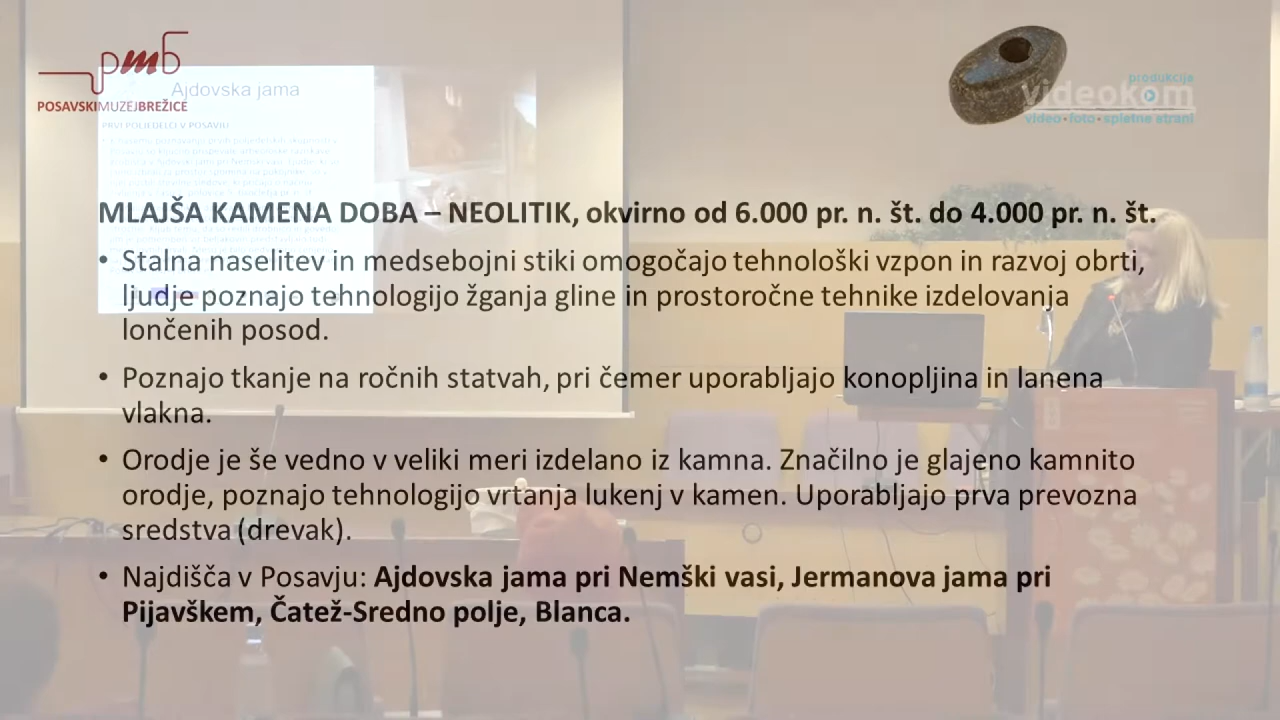 pmb
POSAVSKIMUZEJBREŽICE
produkcija
videokom
video • foto • spletne strani
Ajdovska jama
PRVI POLJEDELCI V POSAVJU
MLAJŠA KAMENA DOBA – NEOLITIK, okvirno od 6.000 pr. n. št. do 4.000 pr. n. št.
• Stalna naselitev in medsebojni stiki omogočajo tehnološki vzpon in razvoj obrti,
ljudje poznajo tehnologijo žganja gline in prostoročne tehnike izdelovanja
lončenih posod.
• Poznajo tkanje na ročnih statvah, pri čemer uporabljajo konopljina in lanena
vlakna.
• Orodje je še vedno v veliki meri izdelano iz kamna. Značilno je glajeno kamnito
orodje, poznajo tehnologijo vrtanja lukenj v kamen. Uporabljajo prva prevozna
sredstva (drevak).
• Najdišča v Posavju: Ajdovska jama pri Nemški vasi, Jermanova jama pri
Pijavškem, Čatež-Sredno polje, Blanca.